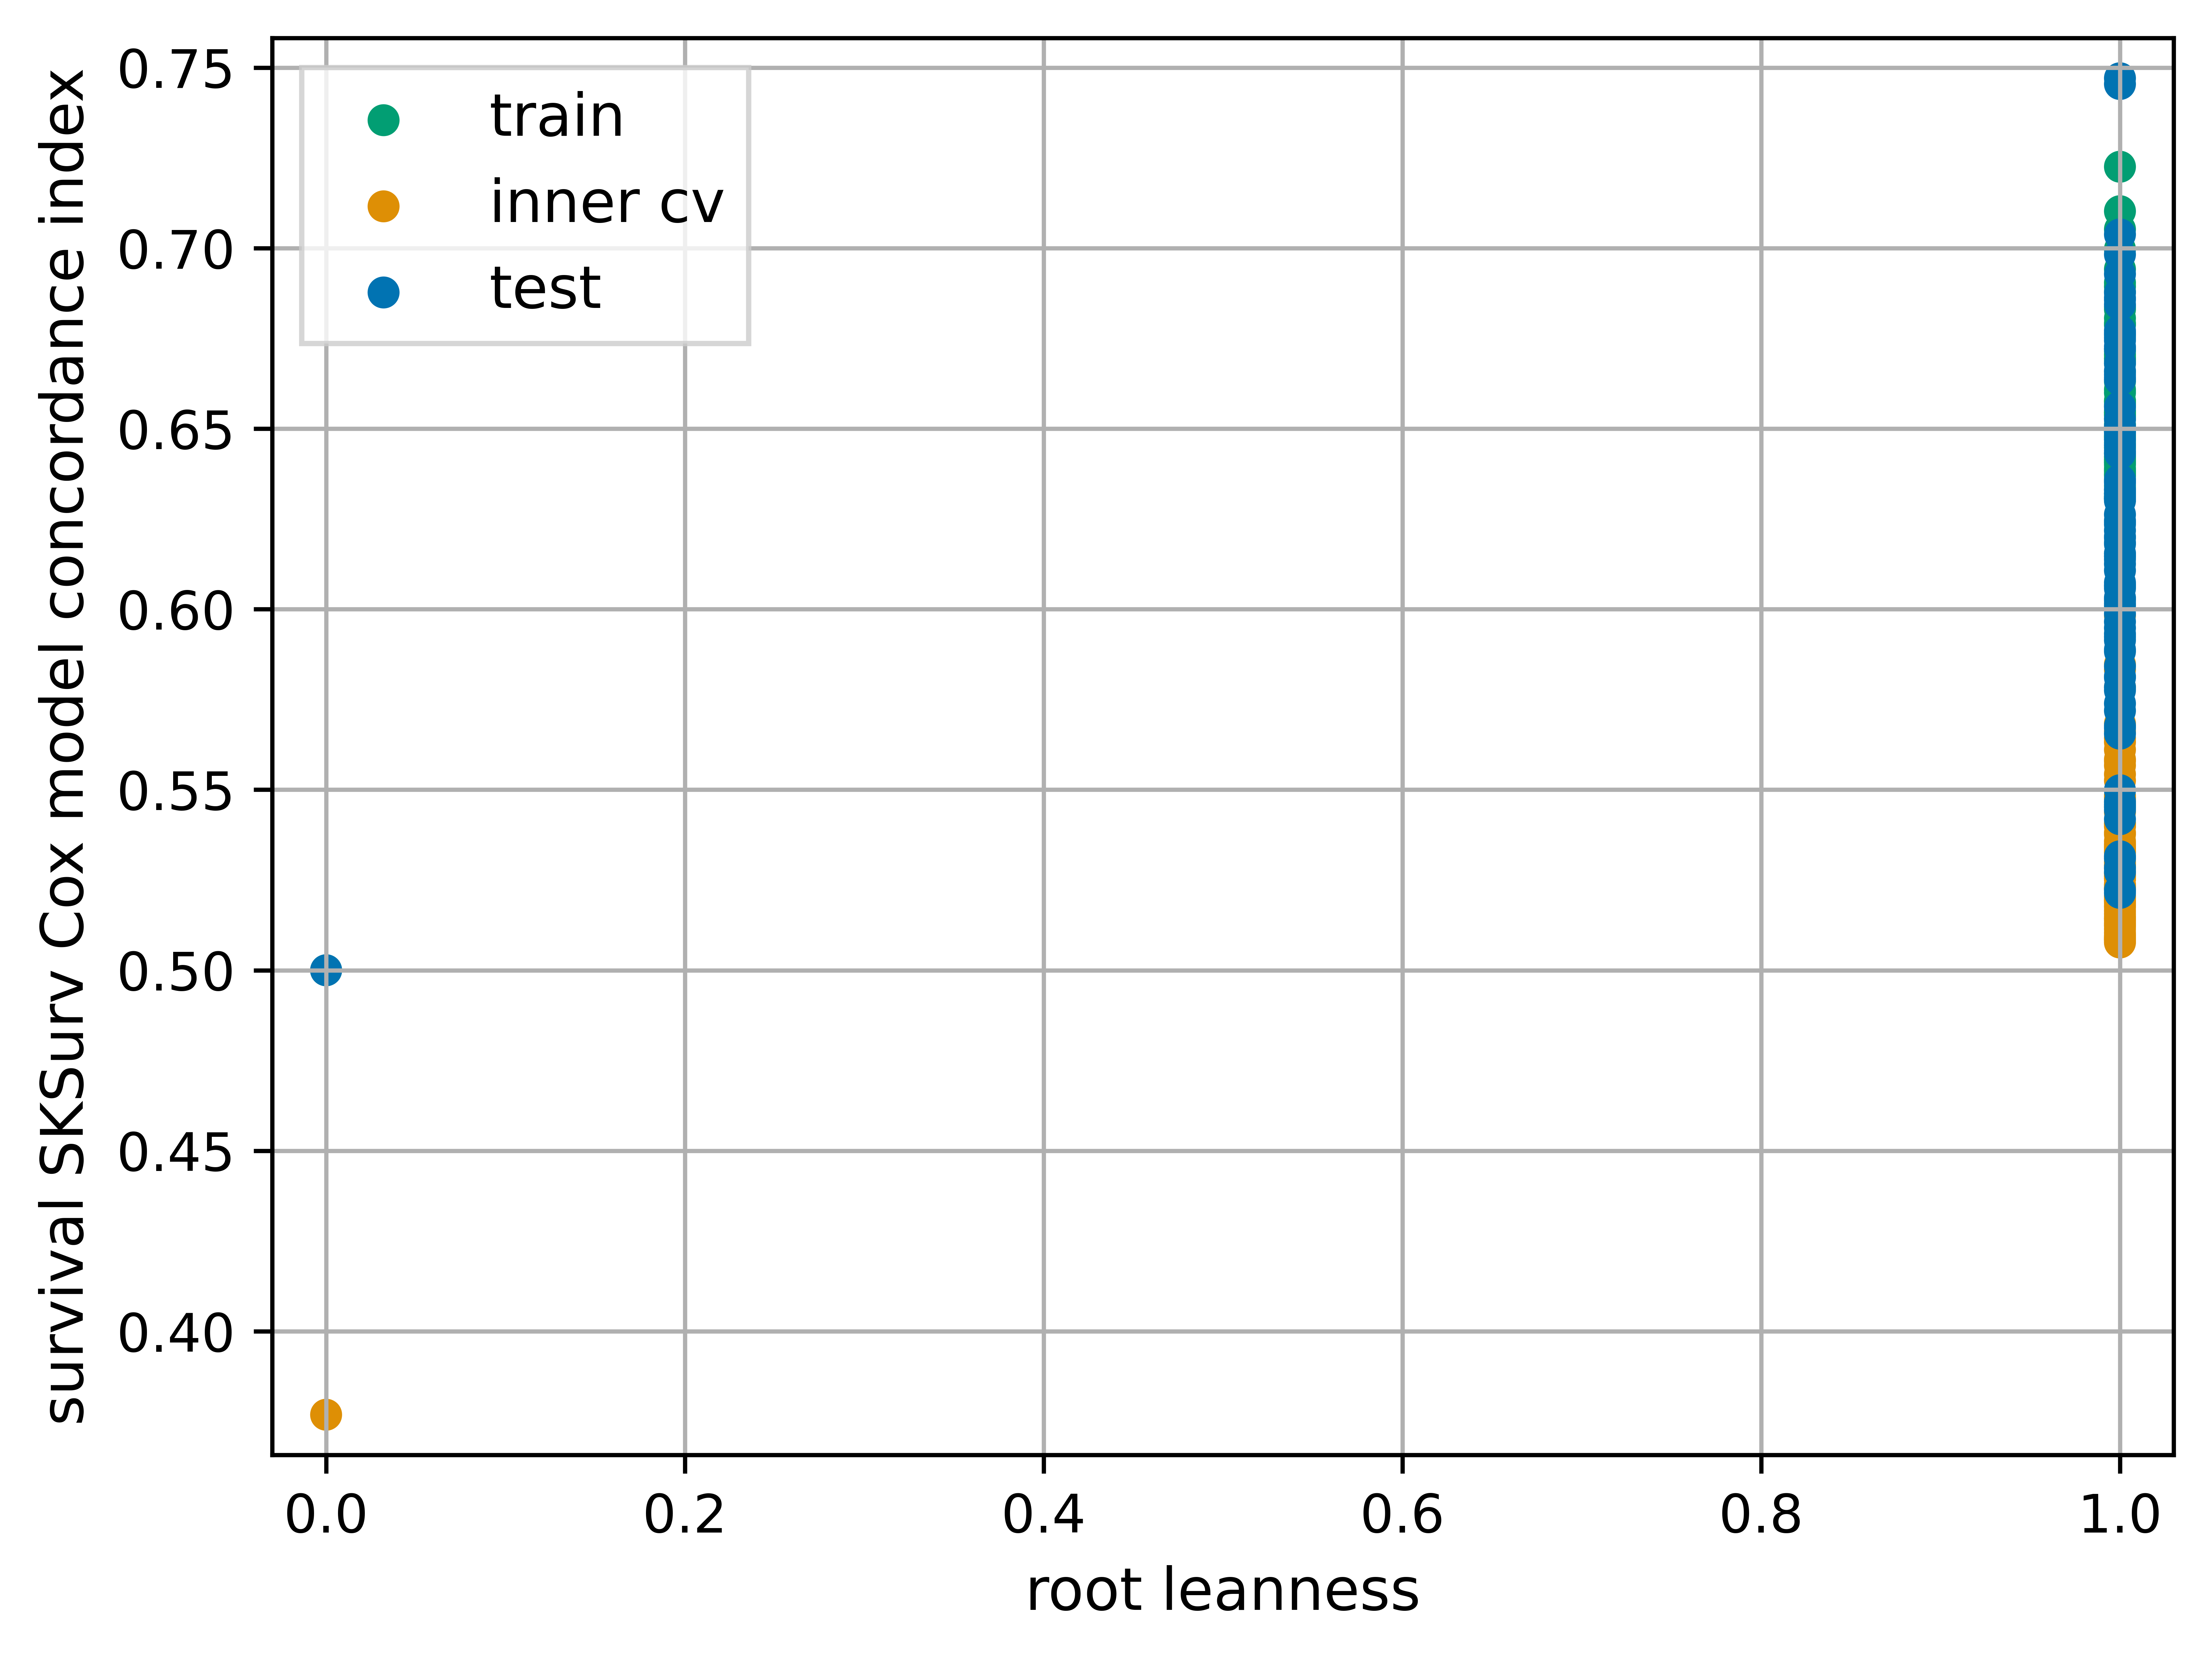 survival SKSurv Cox model concordance index
0.75
0.70
0.65
0.60
0.55
0.50
0.45
0.40
train
inner cv
test
0.0 0.2 0.4 0.6 0.8 1.0
root leanness